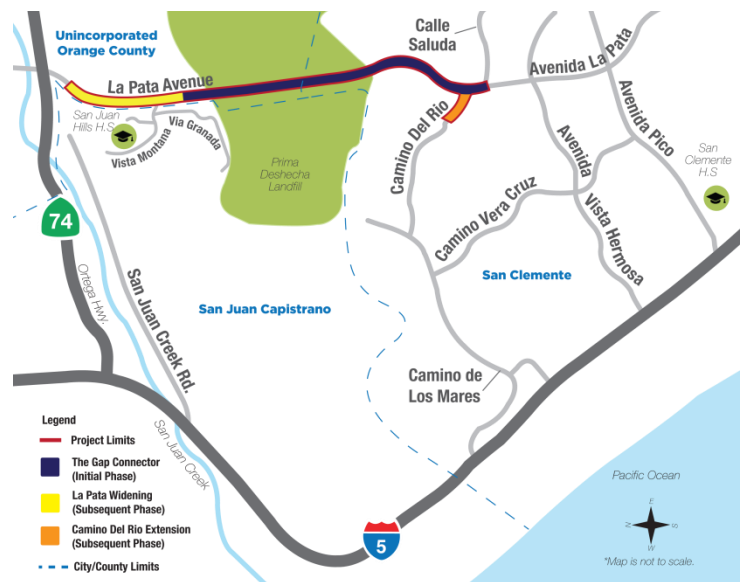 Unincorporated
Orange County
Calle
Saluda
La Pata Avenue
Avenida La Pata
San Juan
Hills H.S
Via Granada
Vista Montana
Prima
Deshecha
Landfill
Camino Del Rio
Avenida
Vista Hermosa
Avenida Pico
San
Clemente
H.S
Camino Vera Cruz
74
Ortega Hwy.
San Juan Creek Rd.
San Juan Capistrano
San Clemente
Camino de
Los Mares
San Juan Creek
Legend
Project Limits
The Gap Connector
(Initial Phase)
La Pata Widening
(Subsequent Phase)
Camino Del Rio Extension
(Subsequent Phase)
City/County Limits
5
Pacific Ocean
E
N
S
W
*Map is not to scale.